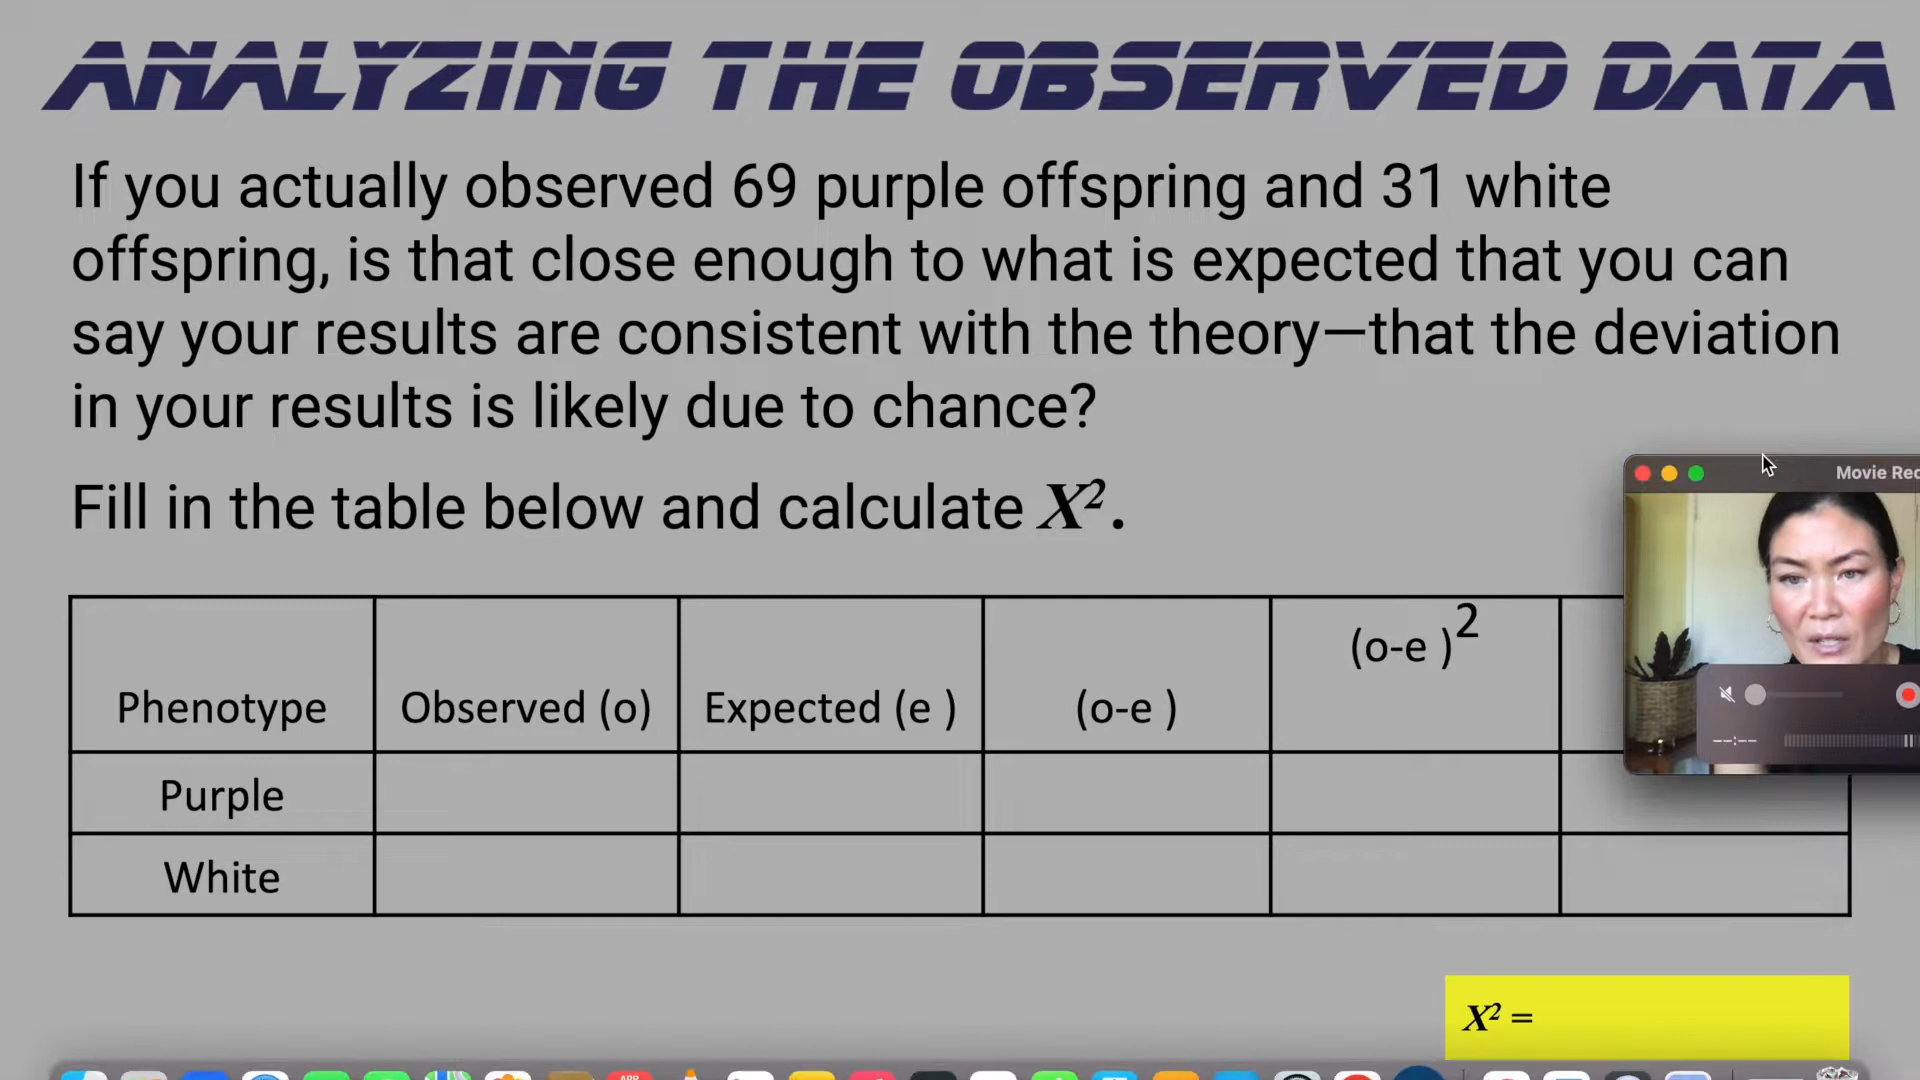 ANALYZING THE OBSERVED DATA
If you actually observed 69 purple offspring and 31 white
offspring, is that close enough to what is expected that you can
say your results are consistent with the theory—that the deviation
in your results is likely due to chance?
Fill in the table below and calculate X².
Movie Rec
Phenotype Observed (o) Expected (e ) (o-e ) (o-e )²
--:--
Purple
White
X² =
APR